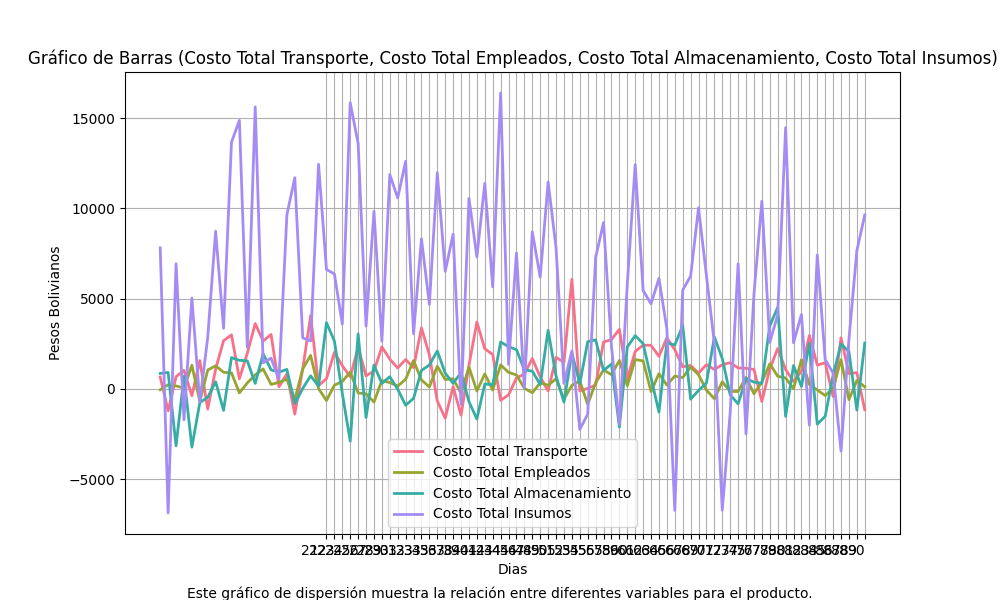 Gráfico de Barras (Costo Total Transporte, Costo Total Empleados, Costo Total Almacenamiento, Costo Total Insumos)
Pesos Bolivianos
15000
10000
5000
0
−5000
Costo Total Transporte
Costo Total Empleados
Costo Total Almacenamiento
Costo Total Insumos
Dias
Este gráfico de dispersión muestra la relación entre diferentes variables para el producto.